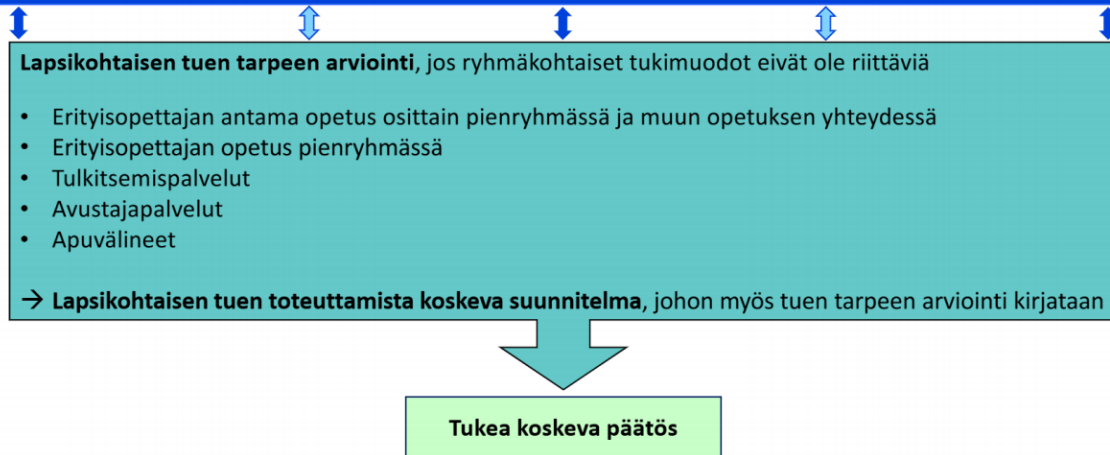 Lapsikohtaisen tuen tarpeen arviointi, jos ryhmäkohtaiset tukimuodot eivät ole riittäviä
• Erityisopettajan antama opetus osittain pienryhmässä ja muun opetuksen yhteydessä
• Erityisopettajan opetus pienryhmässä
• Tulkitsemispalvelut
• Avustajapalvelut
• Apuvälineet
→ Lapsikohtaisen tuen toteuttamista koskeva suunnitelma, johon myös tuen tarpeen arviointi kirjataan
Tukea koskeva päätös